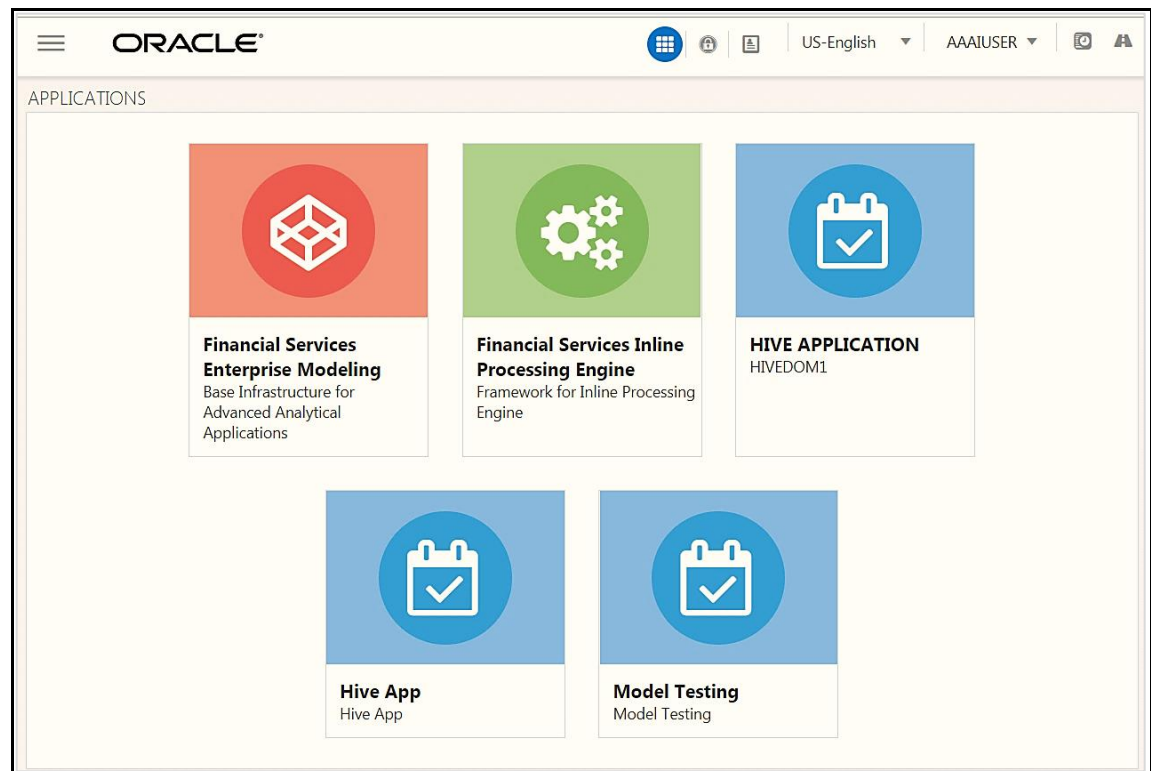 ORACLE®
US-English
AAAIUSER
APPLICATIONS
Financial Services
Enterprise Modeling
Base Infrastructure for
Advanced Analytical
Applications
Financial Services Inline
Processing Engine
Framework for Inline Processing
Engine
HIVE APPLICATION
HIVEDOM1
Hive App
Hive App
Model Testing
Model Testing